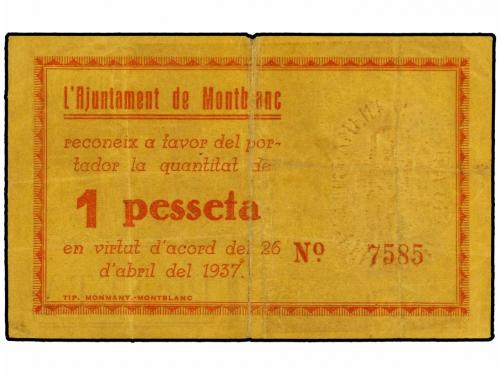 L'Ajuntament de Montblanc
reconeix a favor del por-
tador la quantitat de
1 pesseta
en virtut d'acord del 26
d'abril del 1937.
Nº 7585
TIP. MONMANY.-MONTBLANC